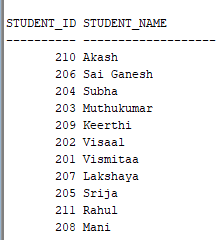 STUDENT_ID STUDENT_NAME
---------- --------------------
210 Akash
206 Sai Ganesh
204 Subha
203 Muthukumar
209 Keerthi
202 Visaal
201 Vismitaa
207 Lakshaya
205 Srija
211 Rahul
208 Mani